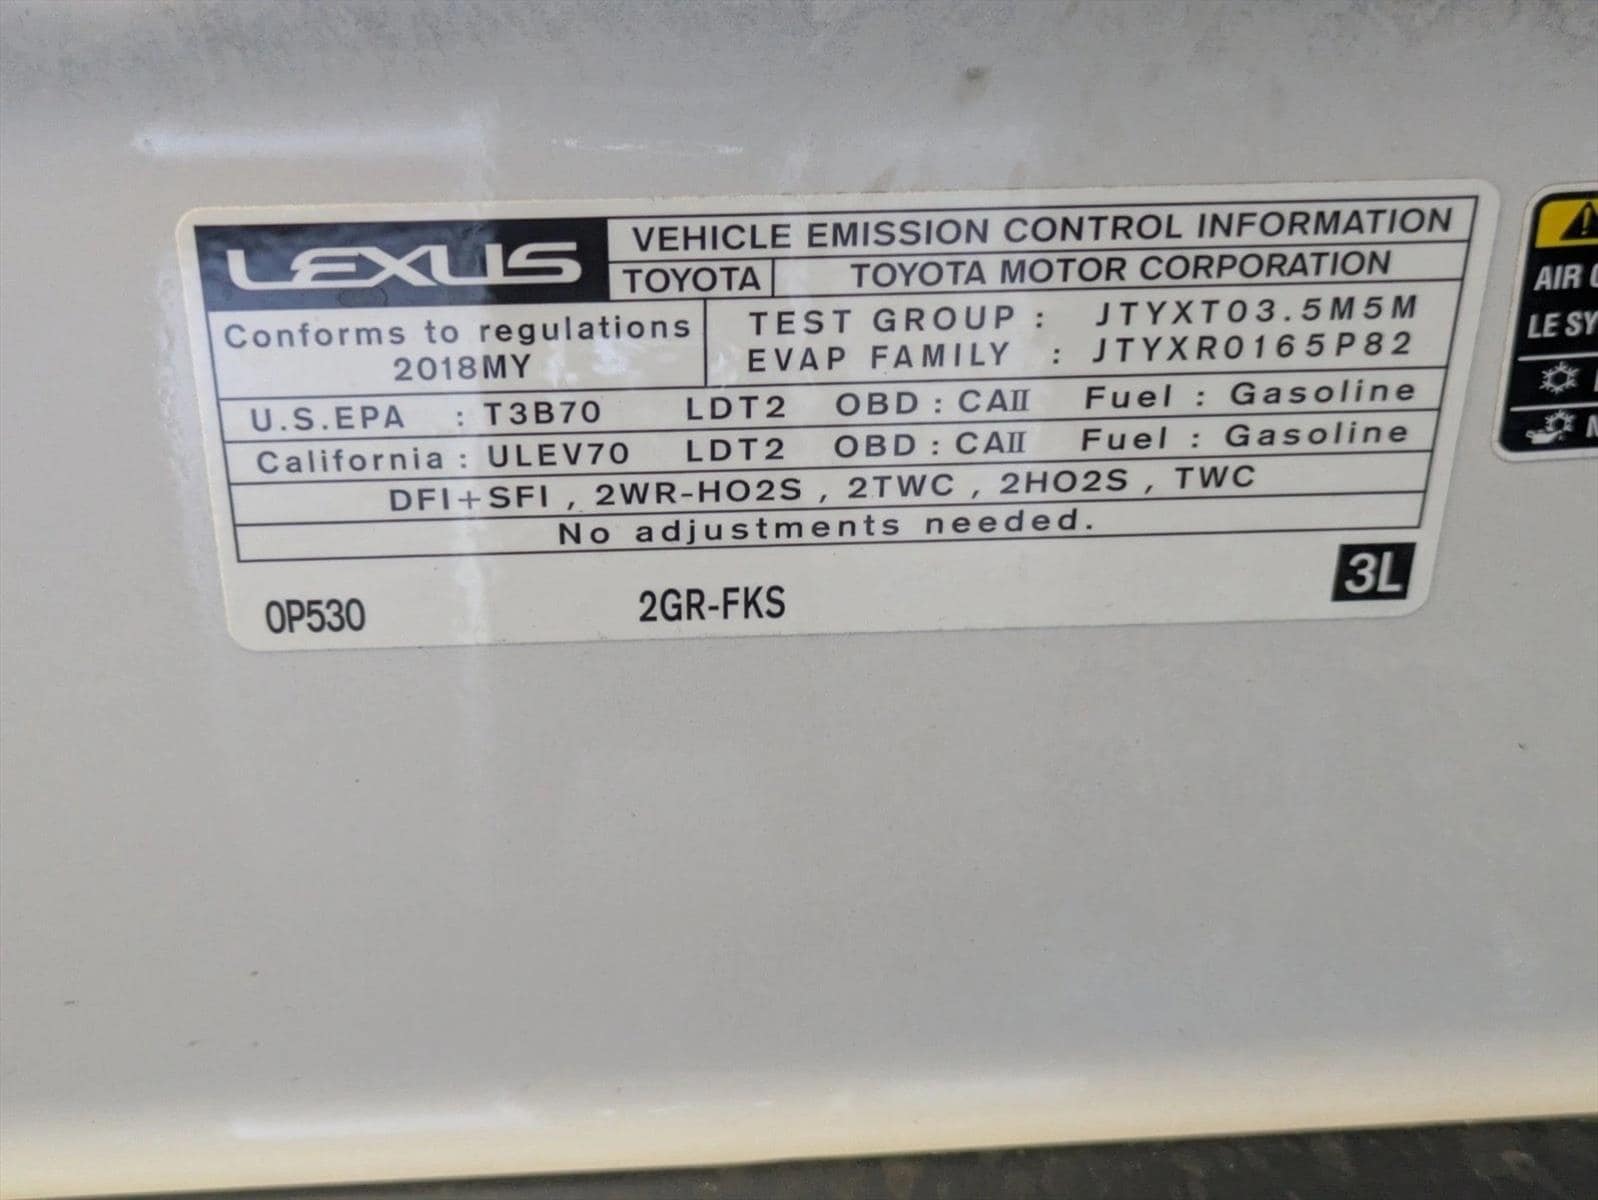 LEXUS
VEHICLE EMISSION CONTROL INFORMATION
TOYOTA TOYOTA MOTOR CORPORATION
Conforms to regulations
2018MY
TEST GROUP : JTYXT03.5M5M
EVAP FAMILY : JTYXR0165P82
U.S.EPA : T3B70 LDT2 OBD : CAII Fuel : Gasoline
California : ULEV70 LDT2 OBD : CAII Fuel : Gasoline
DFI+SFI , 2WR-HO2S , 2TWC , 2HO2S , TWC
No adjustments needed.
0P530 2GR-FKS 3L
AIR
LE SY